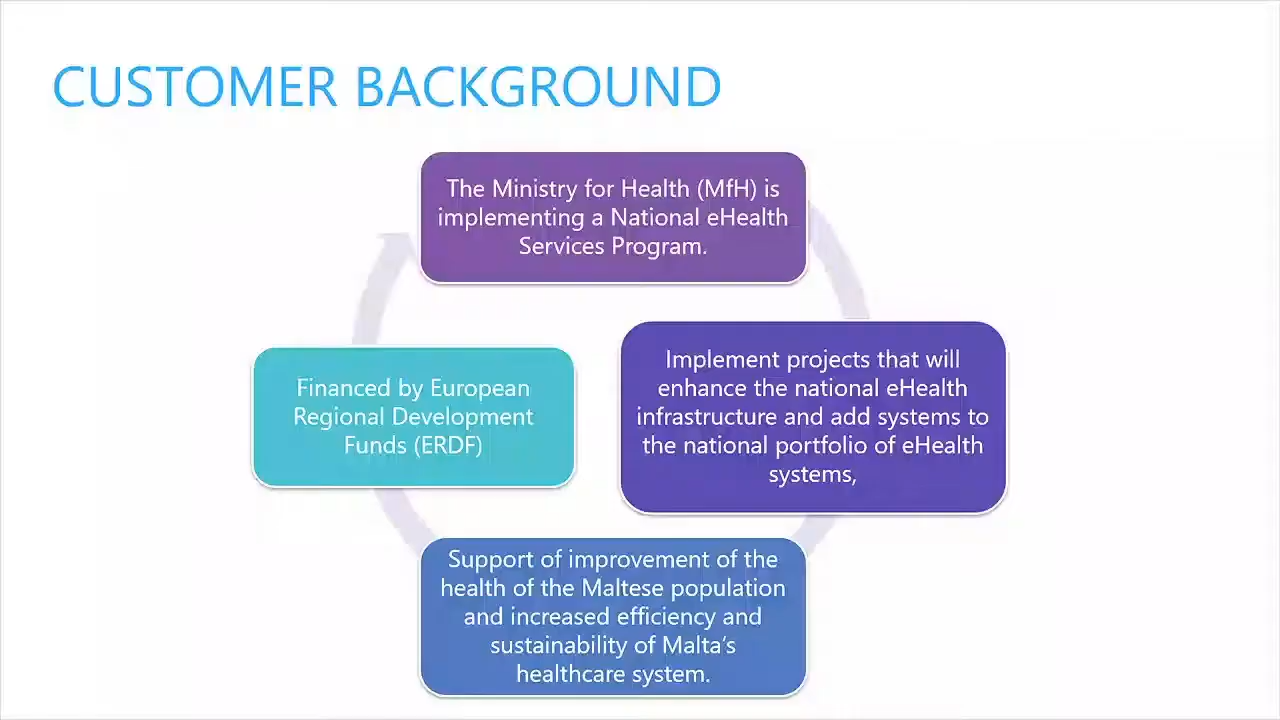 CUSTOMER BACKGROUND
The Ministry for Health (MfH) is
implementing a National eHealth
Services Program.
Implement projects that will
enhance the national eHealth
infrastructure and add systems to
the national portfolio of eHealth
systems,
Support of improvement of the
health of the Maltese population
and increased efficiency and
sustainability of Malta's
healthcare system.
Financed by European
Regional Development
Funds (ERDF)